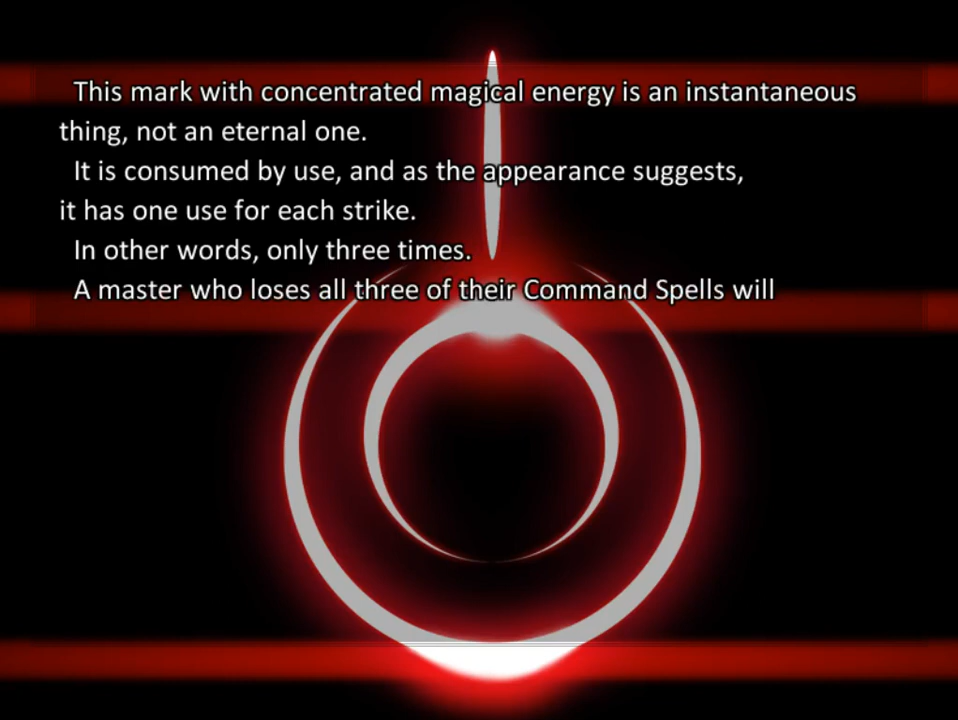 This mark with concentrated magical energy is an instantaneous
thing, not an eternal one.
It is consumed by use, and as the appearance suggests,
it has one use for each strike.
In other words, only three times.
A master who loses all three of their Command Spells will